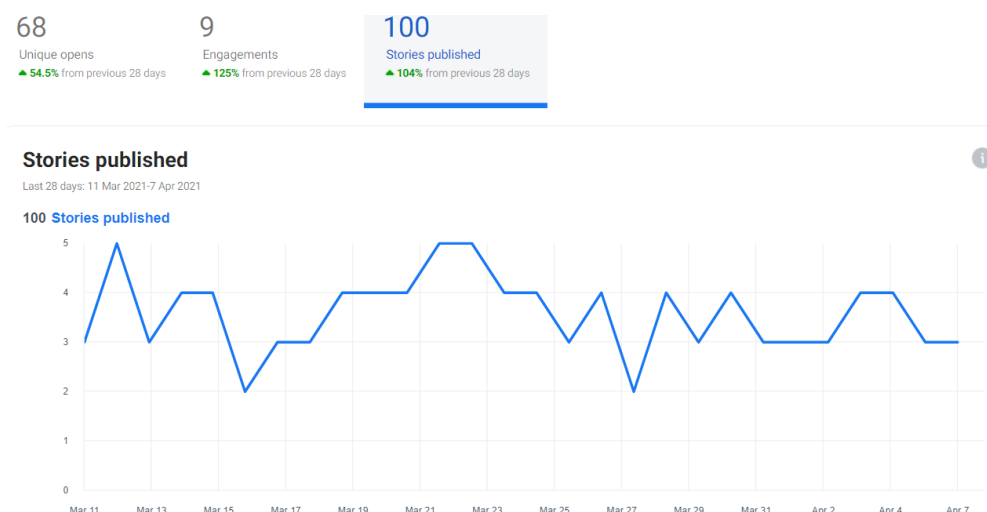 68
Unique opens
54.5% from previous 28 days
9
Engagements
125% from previous 28 days
100
Stories published
104% from previous 28 days
Stories published
i
Last 28 days: 11 Mar 2021-7 Apr 2021
100 Stories published
5
4
3
2
1
0
Mar 11 Mar 13 Mar 15 Mar 17 Mar 19 Mar 21 Mar 23 Mar 25 Mar 27 Mar 29 Mar 31 Apr 2 Apr 4 Apr 7